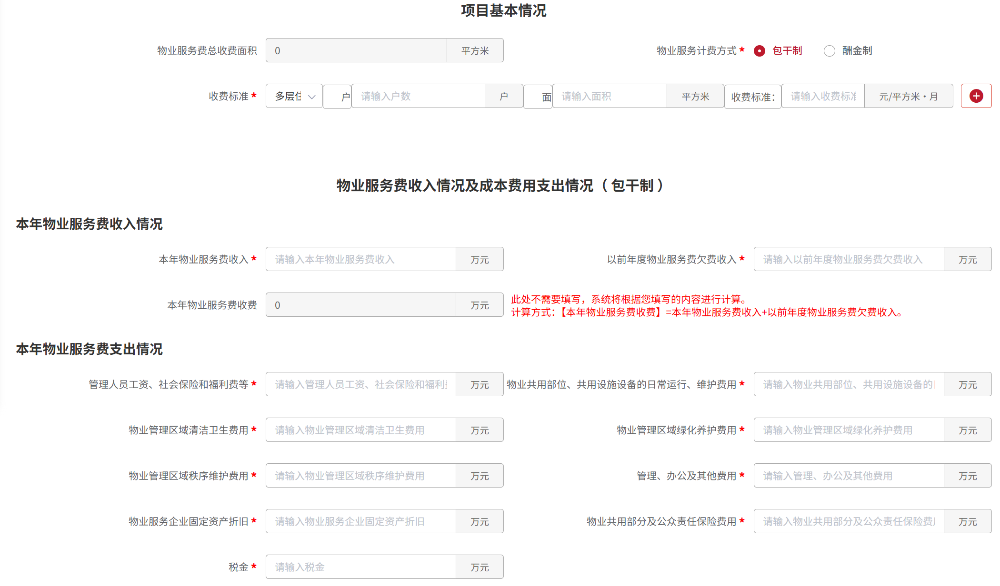 项目基本情况
物业服务费总收费面积 0 平方米 物业服务计费方式* 包干制 酬金制
收费标准* 多层住 户 请输入户数 户 面 请输入面积 平方米 收费标准： 请输入收费标准 元/平方米・月
物业服务费收入情况及成本费用支出情况（ 包干制 ）
本年物业服务费收入情况
本年物业服务费收入* 请输入本年物业服务费收入 万元 以前年度物业服务费欠费收入* 请输入以前年度物业服务费欠费收入 万元
本年物业服务费收费 0 万元 此处不需要填写，系统将根据您填写的内容进行计算。
计算方式：【本年物业服务费收费】=本年物业服务费收入+以前年度物业服务费欠费收入。
本年物业服务费支出情况
管理人员工资、社会保险和福利费等* 请输入管理人员工资、社会保险和福利费 万元 物业共用部位、共用设施设备的日常运行、维护费用* 请输入物业共用部位、共用设施设备的日 万元
物业管理区域清洁卫生费用* 请输入物业管理区域清洁卫生费用 万元 物业管理区域绿化养护费用* 请输入物业管理区域绿化养护费用 万元
物业管理区域秩序维护费用* 请输入物业管理区域秩序维护费用 万元 管理、办公及其他费用* 请输入管理、办公及其他费用 万元
物业服务企业固定资产折旧* 请输入物业服务企业固定资产折旧 万元 物业共用部分及公众责任保险费用* 请输入物业共用部分及公众责任保险费用 万元
税金* 请输入税金 万元